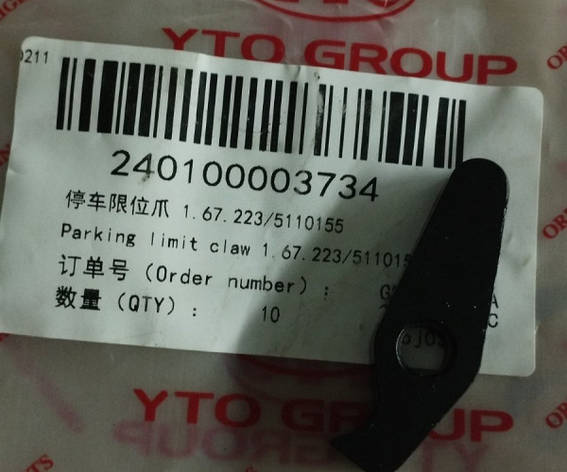 YTO GROUP
0211
240100003734
停车限位爪 1.67.223/5110155
Parking limit claw 1.67.223/511015
订单号（Order number）：
数量（QTY）： 10
YTO GROUP